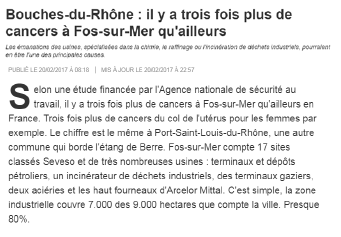 Bouches-du-Rhône : il y a trois fois plus de
cancers à Fos-sur-Mer qu'ailleurs
Les émanations des usines, spécialisées dans la chimie, le raffinage ou l'incinération de déchets industriels, pourraient
en être l'une des principales causes.
PUBLIÉ LE 20/02/2017 À 06:18 | MIS À JOUR LE 20/02/2017 À 22:57
Selon une étude financée par l'Agence nationale de sécurité au
travail, il y a trois fois plus de cancers à Fos-sur-Mer qu'ailleurs en
France. Trois fois plus de cancers du col de l'utérus pour les femmes par
exemple. Le chiffre est le même à Port-Saint-Louis-du-Rhône, une autre
commune qui borde l'étang de Berre. Fos-sur-Mer compte 17 sites
classés Seveso et de très nombreuses usines : terminaux et dépôts
pétroliers, un incinérateur de déchets industriels, des terminaux gaziers,
deux aciéries et les haut fourneaux d'Arcelor Mittal. C'est simple, la zone
industrielle couvre 7.000 des 9.000 hectares que compte la ville. Presque
80%.